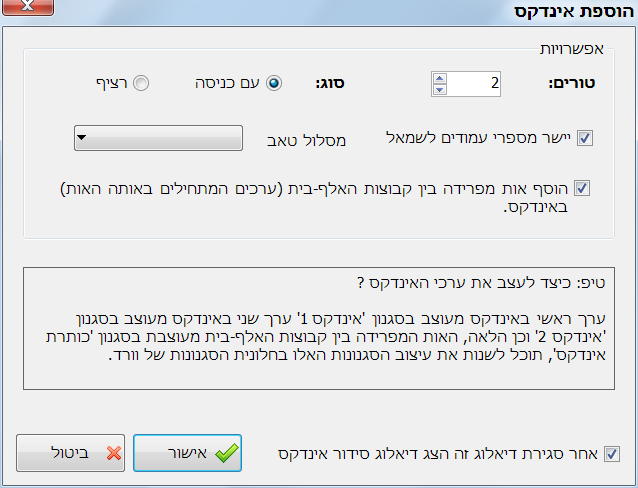 הוספת אינדקס
אפשרויות
טורים: 2 סוג: עם כניסה רציף
יישר מספרי עמודים לשמאל מסלול טאב
הוסף אות מפרידה בין קבוצות האלף-בית (ערכים המתחילים באותה האות)
באינדקס.
טיפ: כיצד לעצב את ערכי האינדקס ?
ערך ראשי באינדקס מעוצב בסגנון 'אינדקס 1' ערך שני באינדקס מעוצב בסגנון
'אינדקס 2' וכן הלאה, האות המפרידה בין קבוצות האלף-בית מעוצבת בסגנון 'כותרת
אינדקס', תוכל לשנות את עיצוב הסגנונות האלו בחלונית הסגנונות של וורד.
אחר סגירת דיאלוג זה הצג דיאלוג סידור אינדקס אישור ביטול